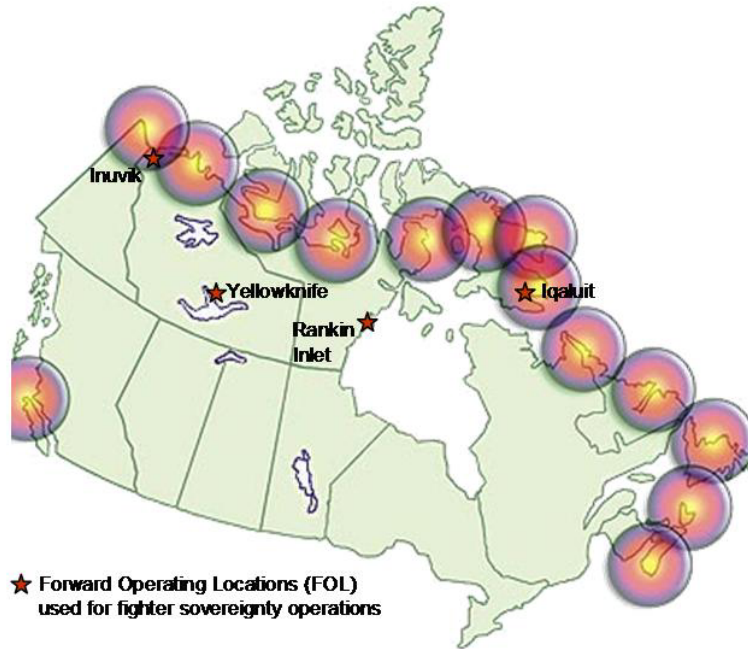 Inuvik
Yellowknife
Iqaluit
Rankin
Inlet
Forward Operating Locations (FOL)
used for fighter sovereignty operations